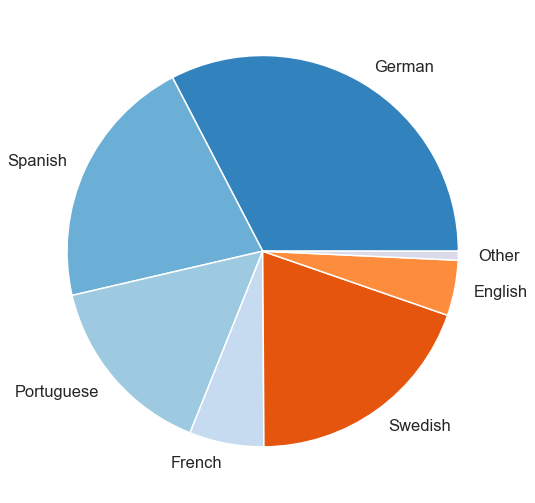 German
Spanish
Other
English
Portuguese
Swedish
French